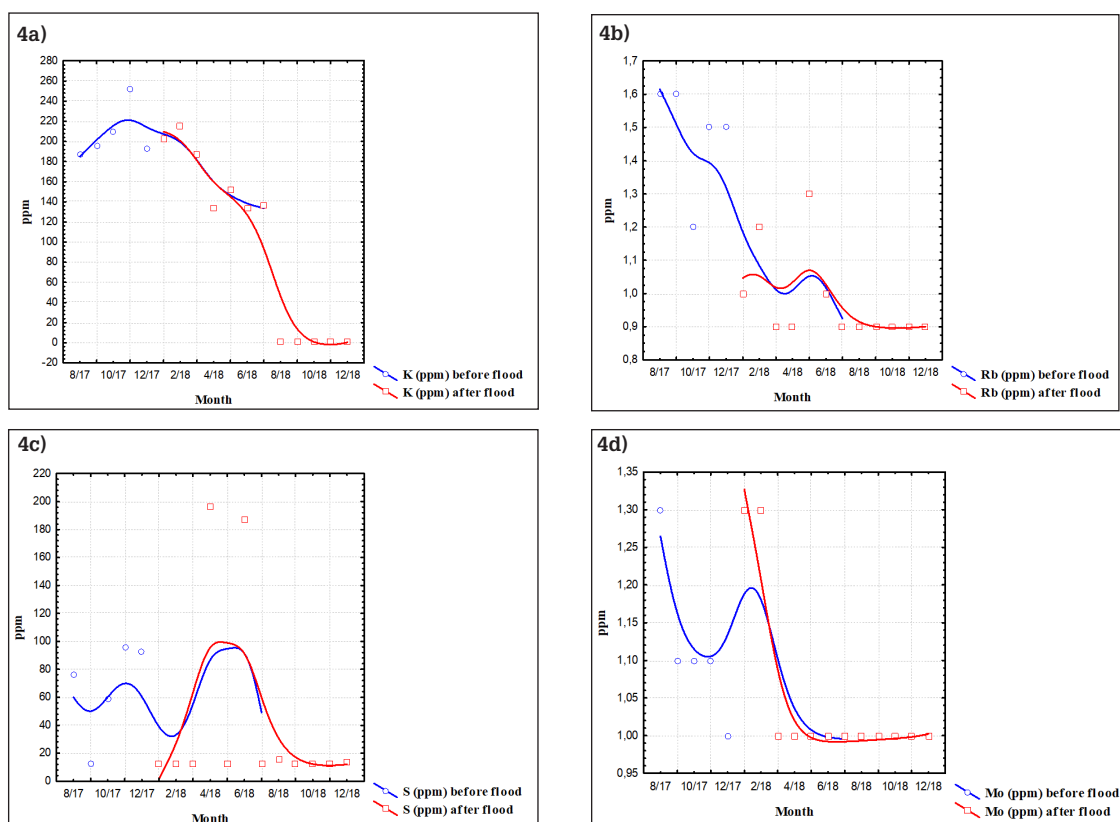 4a)
280
260
240
220
200
180
160
140
120
100
80
60
40
20
0
-20
ppm
8/17 10/17 12/17 2/18 4/18 6/18 8/18 10/18 12/18
Month
K (ppm) before flood
K (ppm) after flood
4b)
1,7
1,6
1,5
1,4
1,3
1,2
1,1
1,0
0,9
0,8
ppm
8/17 10/17 12/17 2/18 4/18 6/18 8/18 10/18 12/18
Month
Rb (ppm) before flood
Rb (ppm) after flood
4c)
220
200
180
160
140
120
100
80
60
40
20
0
ppm
8/17 10/17 12/17 2/18 4/18 6/18 8/18 10/18 12/18
Month
S (ppm) before flood
S (ppm) after flood
4d)
1,35
1,30
1,25
1,20
1,15
1,10
1,05
1,00
0,95
ppm
8/17 10/17 12/17 2/18 4/18 6/18 8/18 10/18 12/18
Month
Mo (ppm) before flood
Mo (ppm) after flood